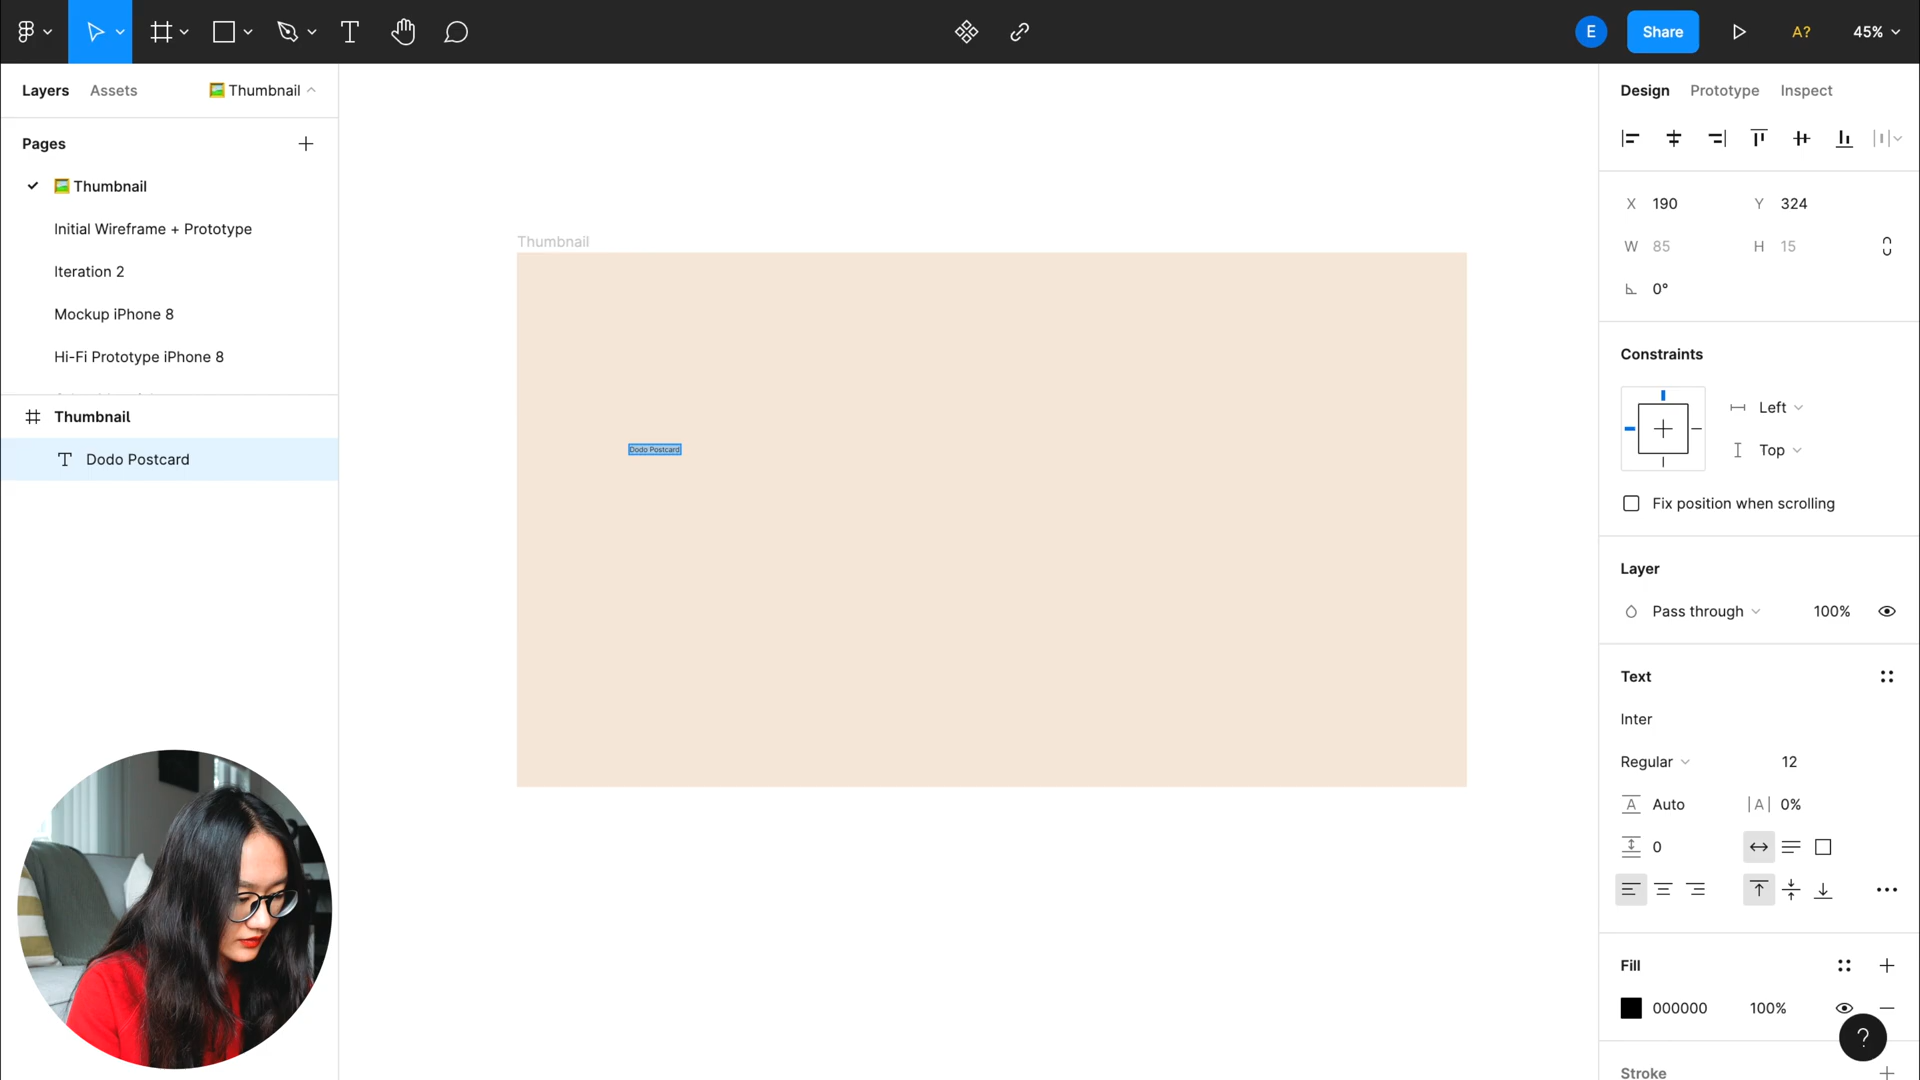 E
Share
A?
45%
Layers
Assets
Thumbnail
Design
Prototype
Inspect
Pages
Thumbnail
Initial Wireframe + Prototype
Iteration 2
Mockup iPhone 8
Hi-Fi Prototype iPhone 8
Thumbnail
Dodo Postcard
Thumbnail
Dodo Postcard
X 190
Y 324
W 85
H 15
0°
Constraints
Left
Top
Fix position when scrolling
Layer
Pass through
100%
Text
Inter
Regular
12
A Auto
|A| 0%
0
Fill
000000
100%
?
Stroke